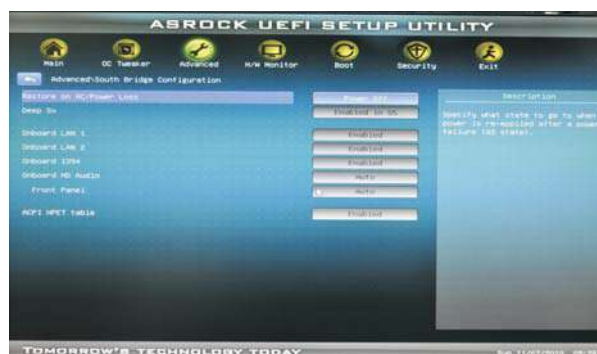 ASROCK UEFI SETUP UTILITY
Main
OC Tweaker
Advanced
H/W Monitor
Boot
Security
Exit
Advanced\South Bridge Configuration
Restore on AC/Power Loss
Power Off
Deep Sx
Enabled in S5
Onboard LAN 1
Enabled
Onboard LAN 2
Enabled
Onboard 1394
Enabled
Onboard HD Audio
Auto
Front Panel
Auto
ACPI HPET table
Enabled
Description
Specify what state to go to when
power is re-applied after a power
failure (G3 state).
TOMORROW'S TECHNOLOGY TODAY